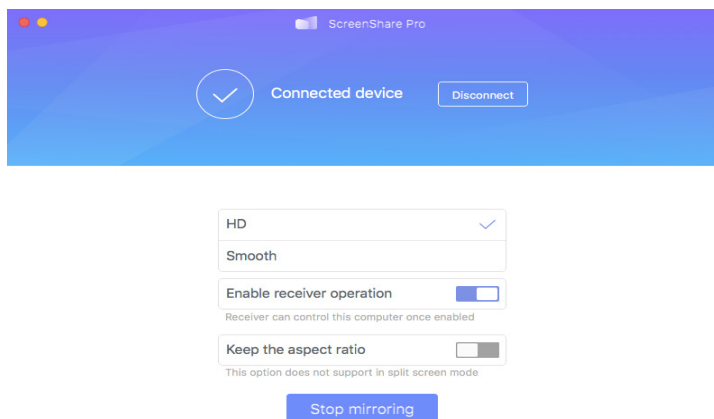 ScreenShare Pro
Connected device
Disconnect
HD
Smooth
Enable receiver operation
Receiver can control this computer once enabled
Keep the aspect ratio
This option does not support in split screen mode
Stop mirroring